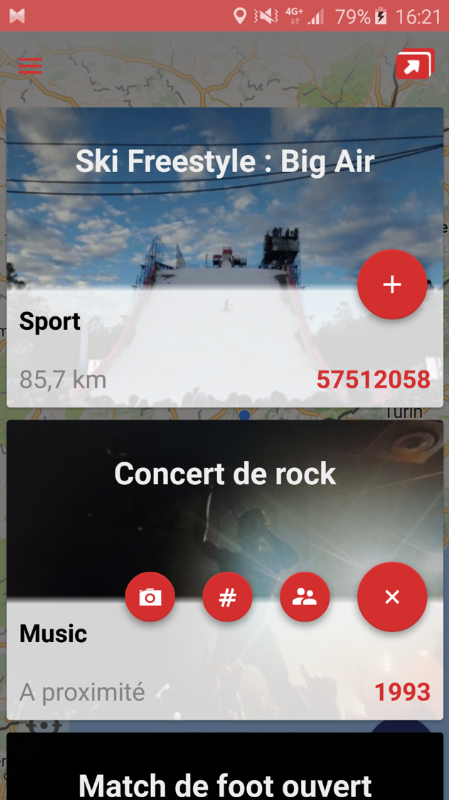 4G+ 79% 16:21
Ski Freestyle : Big Air
Sport
85,7 km 57512058
Turin
Concert de rock
#
Music
A proximité 1993
Match de foot ouvert